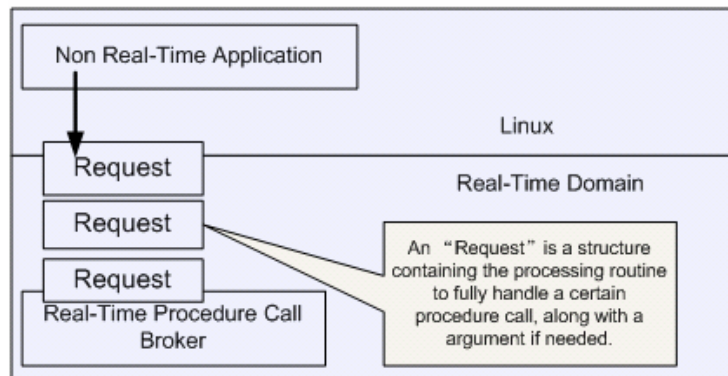 Non Real-Time Application
Linux
Request
Real-Time Domain
Request
Request
Real-Time Procedure Call
Broker
An “Request” is a structure
containing the processing routine
to fully handle a certain
procedure call, along with a
argument if needed.